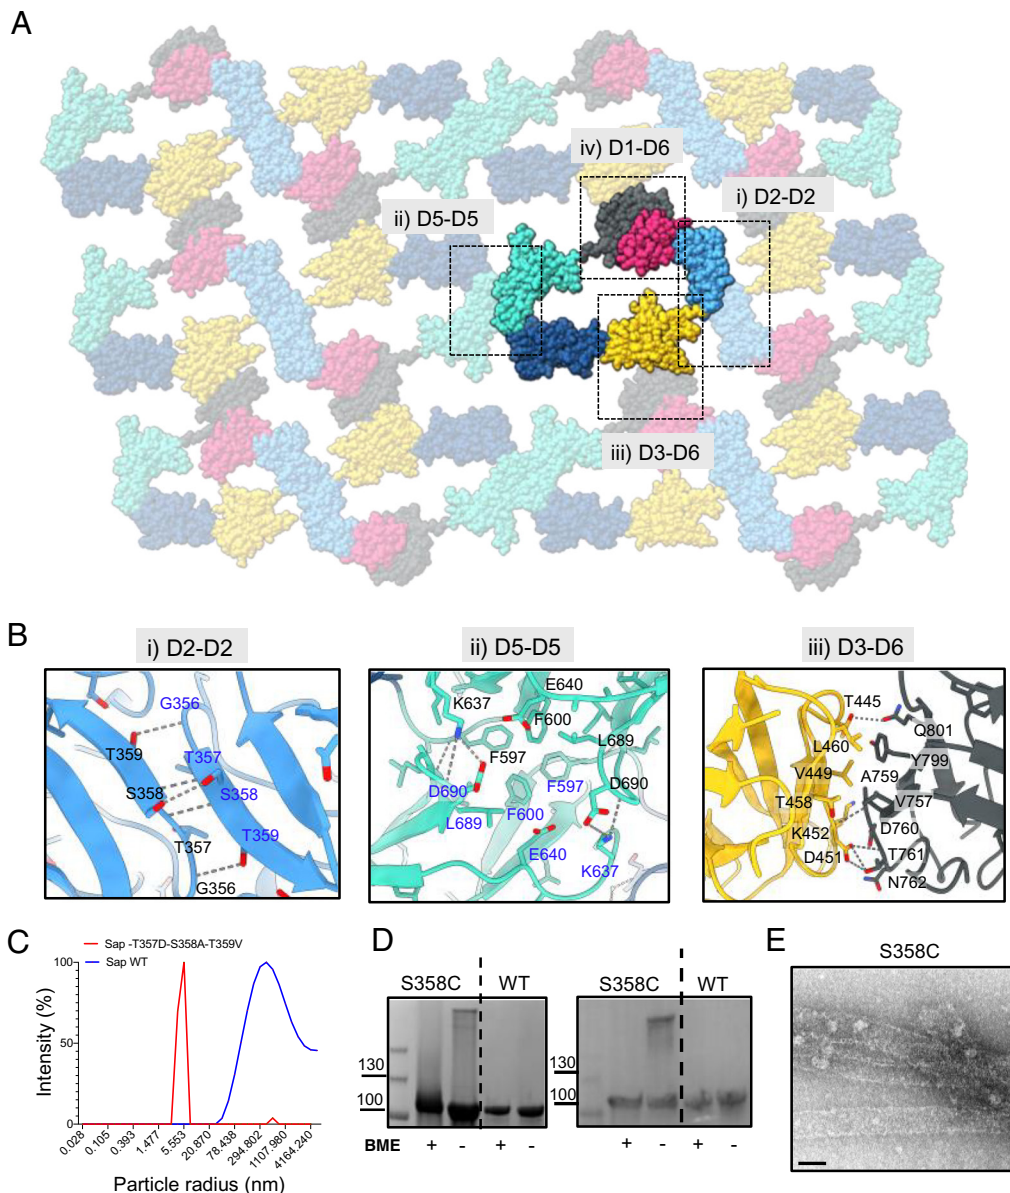 A
iv) D1-D6
i) D2-D2
ii) D5-D5
iii) D3-D6
B
i) D2-D2
ii) D5-D5
iii) D3-D6
G356
T359
T357
S358
S358
T359
T357
G356
E640
K637
F600
L689
F597
D690
F597
D690
L689
F600
E640
K637
T445
Q801
L460
Y799
V449
A759
T458
V757
K452
D760
D451
T761
N762
C
Sap -T357D-S358A-T359V
Sap WT
Intensity (%)
100
50
0
0.028
0.105
0.393
1.477
5.553
20.870
78.438
294.802
1107.980
4164.240
Particle radius (nm)
D
S358C WT
S358C WT
130
100
130
100
BME + - + -
+ - + -
E
S358C